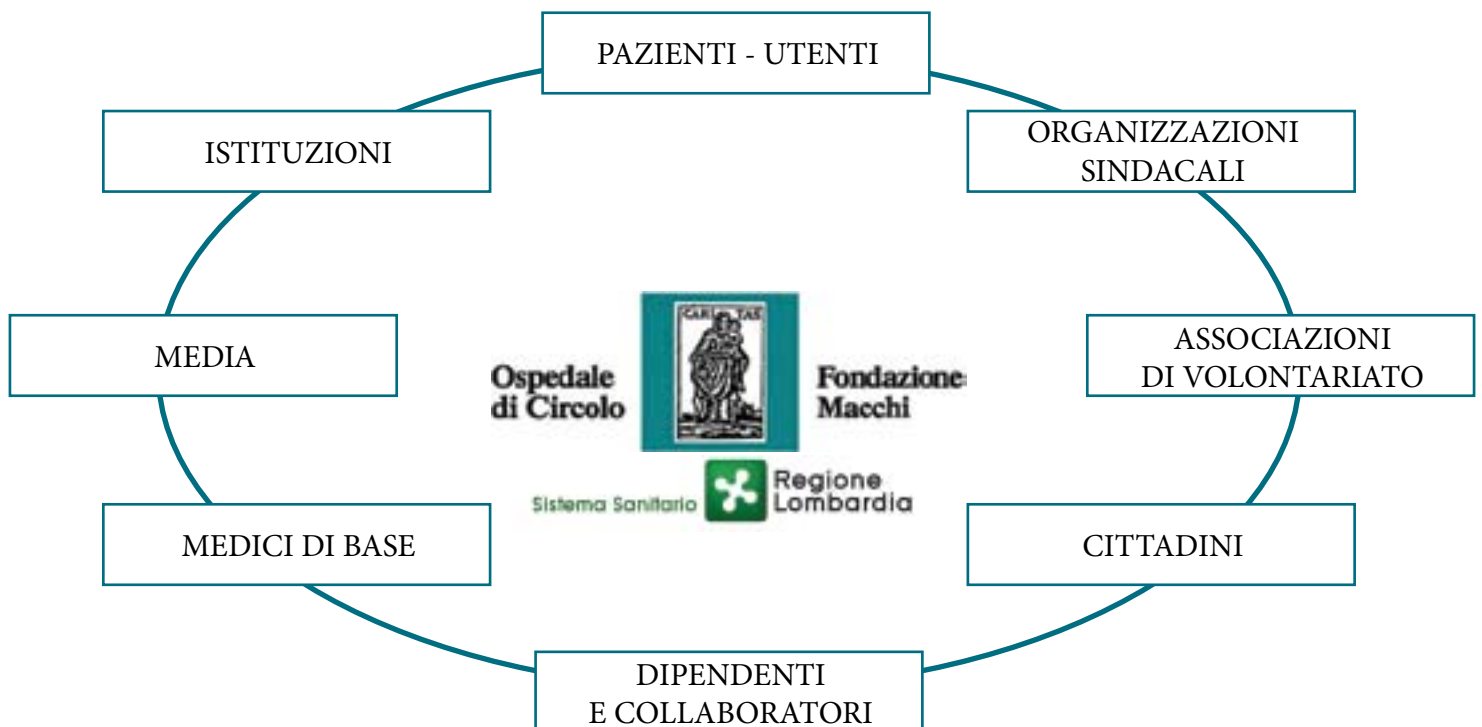 PAZIENTI - UTENTI
ISTITUZIONI
ORGANIZZAZIONI
SINDACALI
MEDIA
CARITAS
Ospedale
di Circolo
Fondazione
Macchi
ASSOCIAZIONI
DI VOLONTARIATO
Sistema Sanitario
Regione
Lombardia
MEDICI DI BASE
CITTADINI
DIPENDENTI
E COLLABORATORI